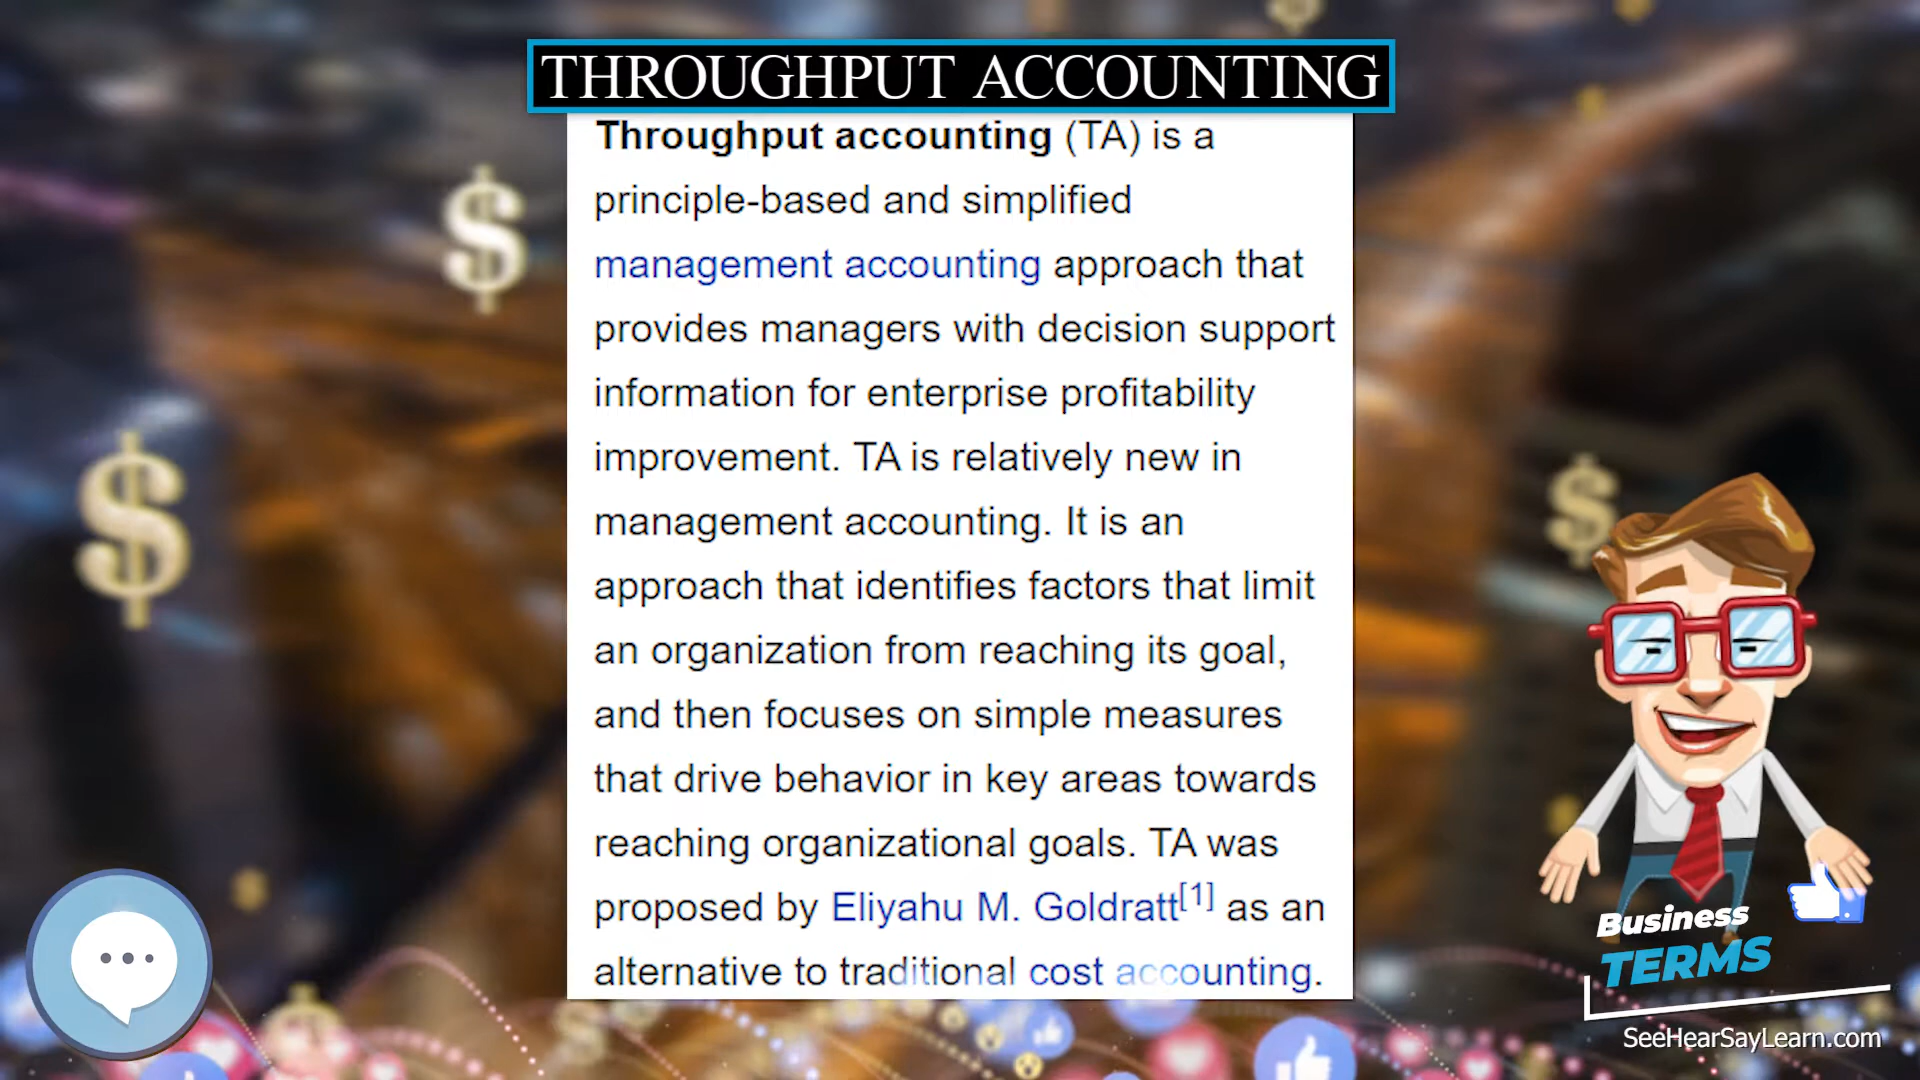 THROUGHPUT ACCOUNTING
Throughput accounting (TA) is a
principle-based and simplified
management accounting approach that
provides managers with decision support
information for enterprise profitability
improvement. TA is relatively new in
management accounting. It is an
approach that identifies factors that limit
an organization from reaching its goal,
and then focuses on simple measures
that drive behavior in key areas towards
reaching organizational goals. TA was
proposed by Eliyahu M. Goldratt[1] as an
alternative to traditional cost accounting.
Business
TERMS
SeeHearSayLearn.com